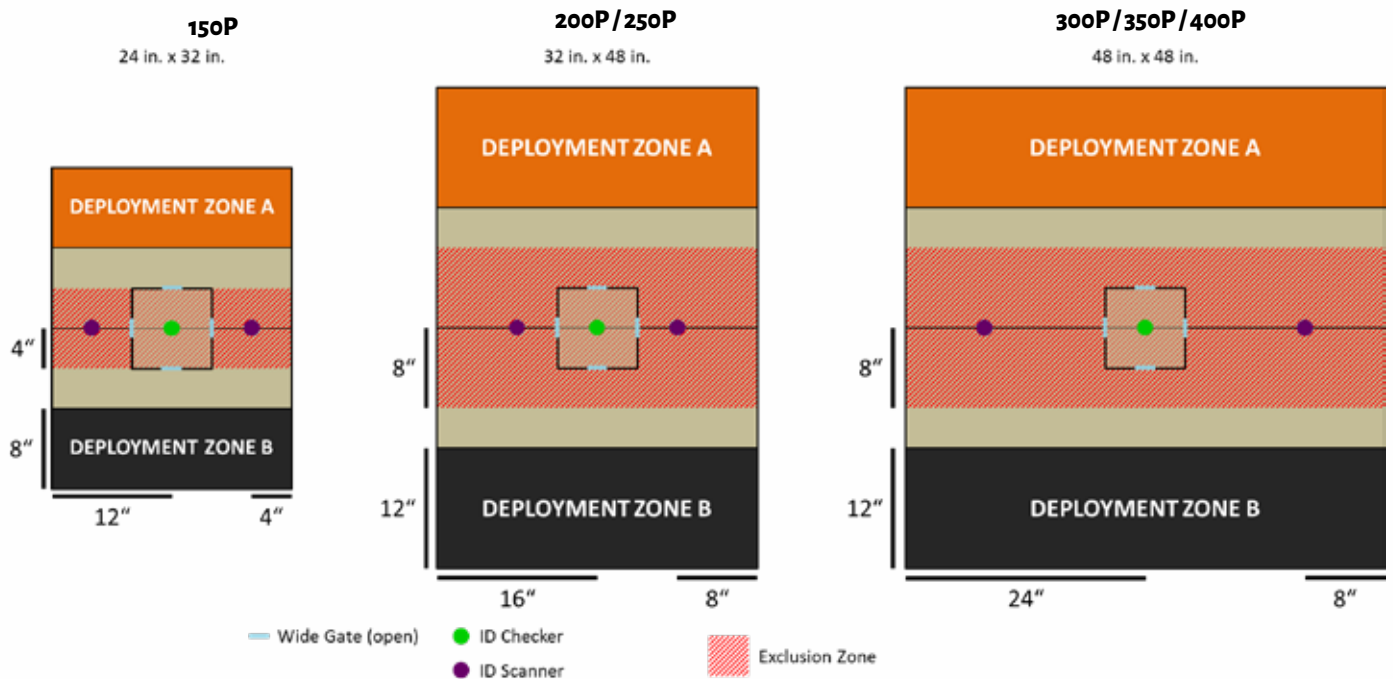 150P
24 in. x 32 in.
DEPLOYMENT ZONE A
4“
8“
DEPLOYMENT ZONE B
12“
4“
200P/250P
32 in. x 48 in.
DEPLOYMENT ZONE A
8“
12“
DEPLOYMENT ZONE B
16“
8“
300P/350P/400P
48 in. x 48 in.
DEPLOYMENT ZONE A
8“
12“
DEPLOYMENT ZONE B
24“
8“
Wide Gate (open)
ID Checker
ID Scanner
Exclusion Zone